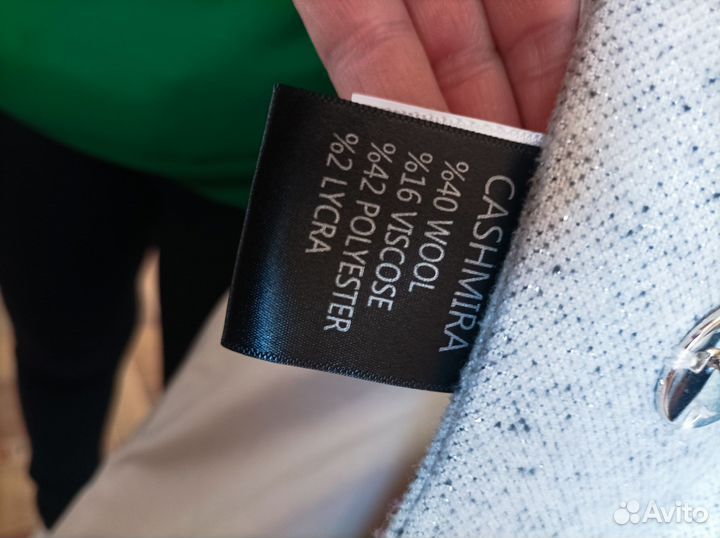 CASHMIRA
%40 WOOL
%16 VISCOSE
%42 POLYESTER
%2 LYCRA
Avito